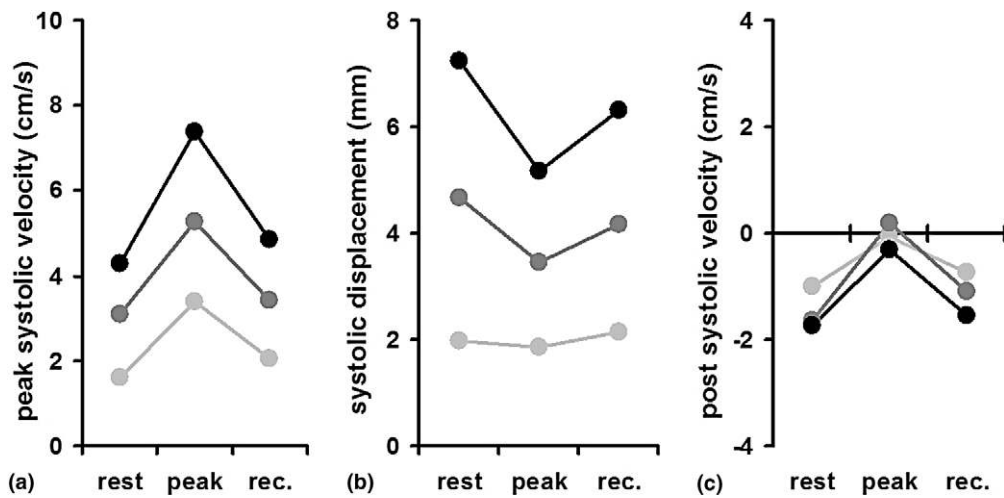 peak systolic velocity (cm/s)
10
8
6
4
2
0
(a)
rest
peak
rec.
systolic displacement (mm)
8
6
4
2
0
(b)
rest
peak
rec.
post systolic velocity (cm/s)
4
2
0
-2
-4
(c)
rest
peak
rec.